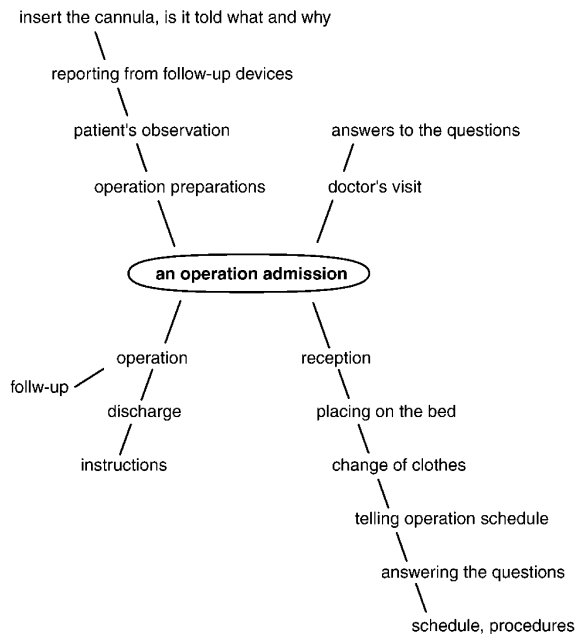 insert the cannula, is it told what and why
reporting from follow-up devices
patient's observation
answers to the questions
operation preparations
doctor's visit
an operation admission
operation
reception
follw-up
discharge
placing on the bed
instructions
change of clothes
telling operation schedule
answering the questions
schedule, procedures